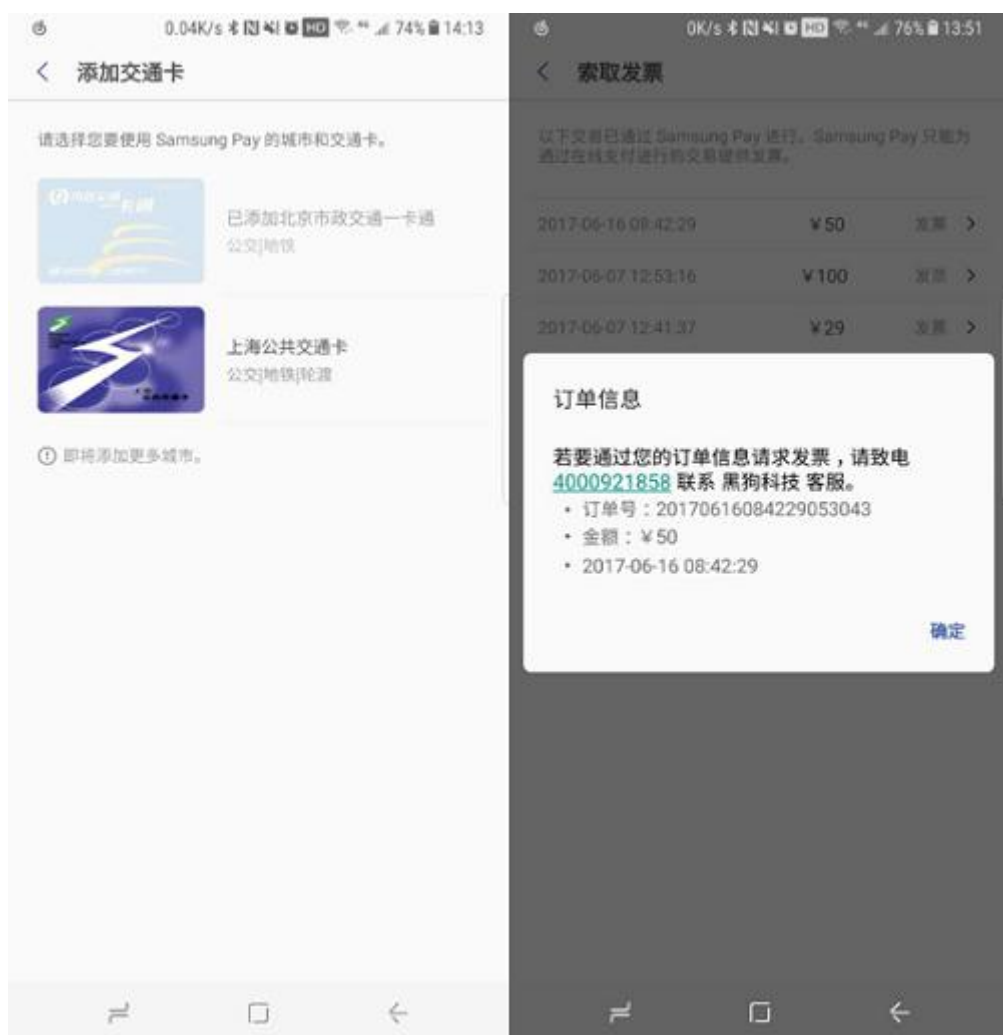 0.04K/s HD 4G 74% 14:13
添加交通卡
请选择您要使用 Samsung Pay 的城市和交通卡。
已添加北京市政交通一卡通
公交|地铁
上海公共交通卡
公交|地铁|轮渡
即将添加更多城市。
0K/s HD 4G 76% 13:51
索取发票
以下交易已通过 Samsung Pay 进行。Samsung Pay 只能为
通过在线支付进行的交易提供发票。
2017-06-16 08:42:29 ¥50 发票
2017-06-07 12:53:16 ¥100 发票
2017-06-07 12:41:37 ¥29 发票
订单信息
若要通过您的订单信息请求发票，请致电
4000921858 联系 黑狗科技 客服。
• 订单号：20170616084229053043
• 金额：¥50
• 2017-06-16 08:42:29
确定